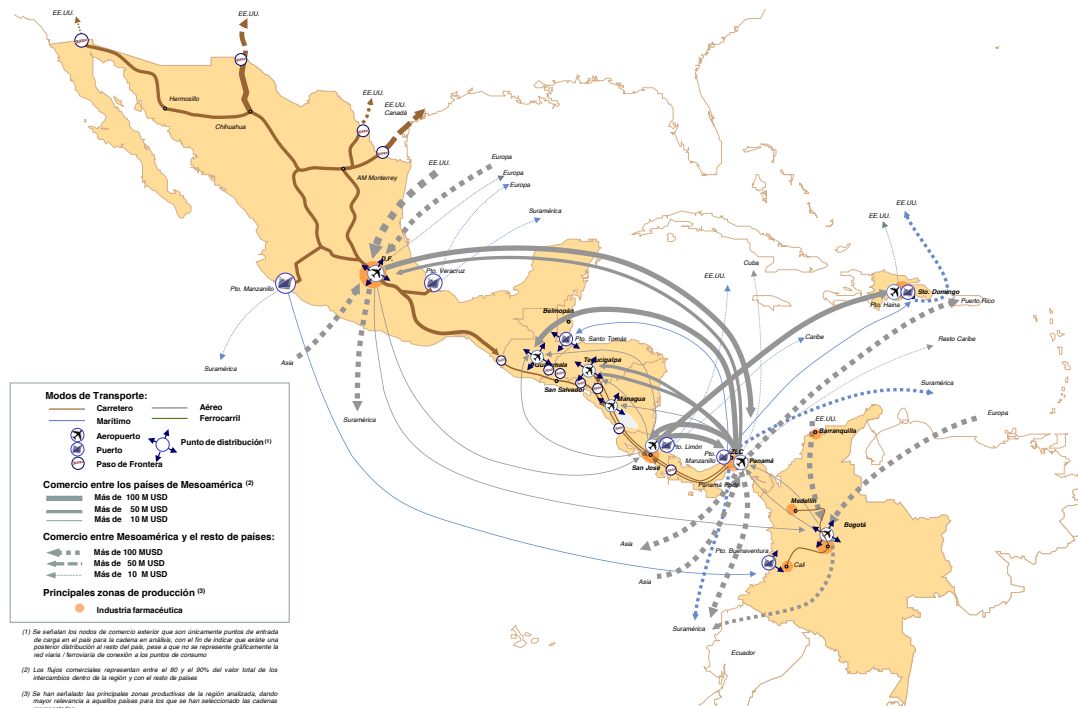 EE.UU.
EE.UU.
Hermosillo
Chihuahua
EE.UU.
EE.UU.
Canadá
AM Monterrey
EE.UU.
Europa
Europa
Europa
Suramérica
D.F.
Pto. Veracruz
Pto. Manzanillo
Suramérica
Asia
Suramérica
Belmopán
Pto. Santo Tomás
Guatemala
Tegucigalpa
San Salvador
Managua
San José
Pto. Limón
Pto.
Manzanillo
ZLC
Panamá
EE.UU.
Cuba
Caribe
EE.UU.
EE.UU.
Sto. Domingo
Pto. Haina
Puerto Rico
Resto Caribe
Suramérica
EE.UU.
Europa
Barranquilla
Medellín
Bogotá
Pto. Buenaventura
Cali
Asia
Asia
Suramérica
Ecuador
Modos de Transporte:
Carretero
Aéreo
Marítimo
Ferrocarril
Aeropuerto
Puerto
Punto de distribución (1)
Paso de Frontera
Comercio entre los países de Mesoamérica (2)
Más de 100 M USD
Más de 50 M USD
Más de 10 M USD
Comercio entre Mesoamérica y el resto de países:
Más de 100 MUSD
Más de 50 M USD
Más de 10 M USD
Principales zonas de producción (3)
Industria farmacéutica
(1) Se señalan los nodos de comercio exterior que son únicamente puntos de entrada
de carga en el país para la cadena en análisis, con el fin de indicar que existe una
posterior distribución al resto del país, pese a que no se represente gráficamente la
red viaria / ferroviaria de conexión a los puntos de consumo
(2) Los flujos comerciales representan entre el 80 y el 90% del valor total de los
intercambios dentro de la región y con el resto de países
(3) Se han señalado las principales zonas productivas de la región analizada, dando
mayor relevancia a aquellos países para los que se han seleccionado las cadenas